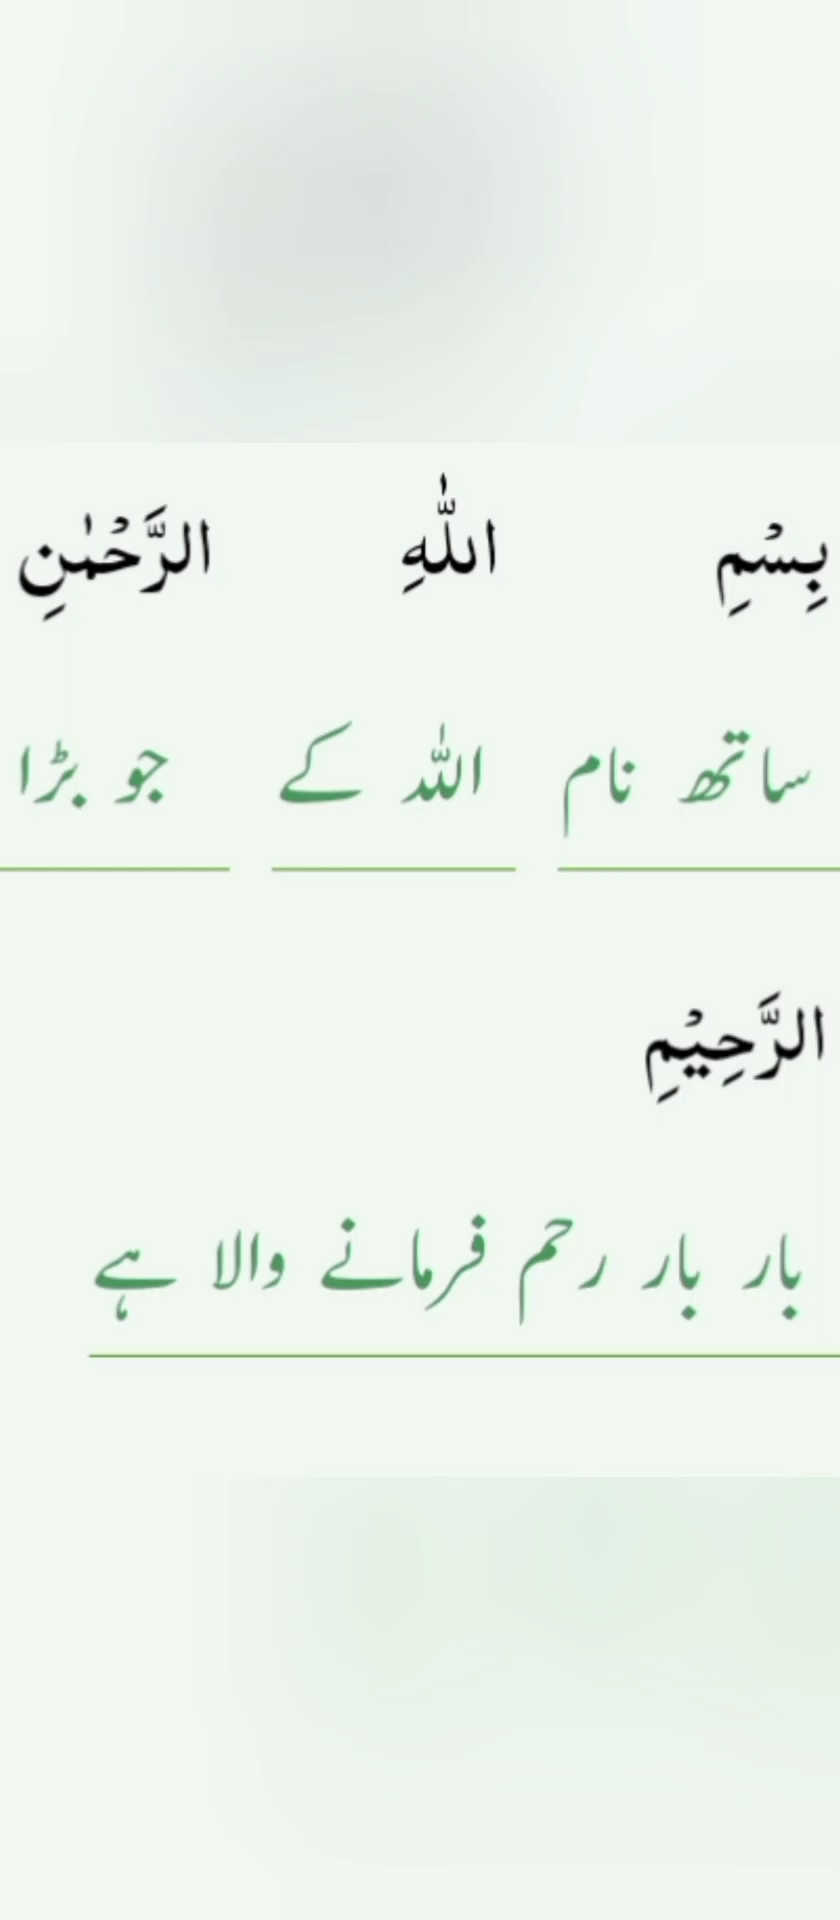 بِسْمِ اللّٰهِ الرَّحْمٰنِ
ساتھ نام اللہ کے جو بڑا
الرَّحِيْمِ
بار بار رحم فرمانے والا ہے